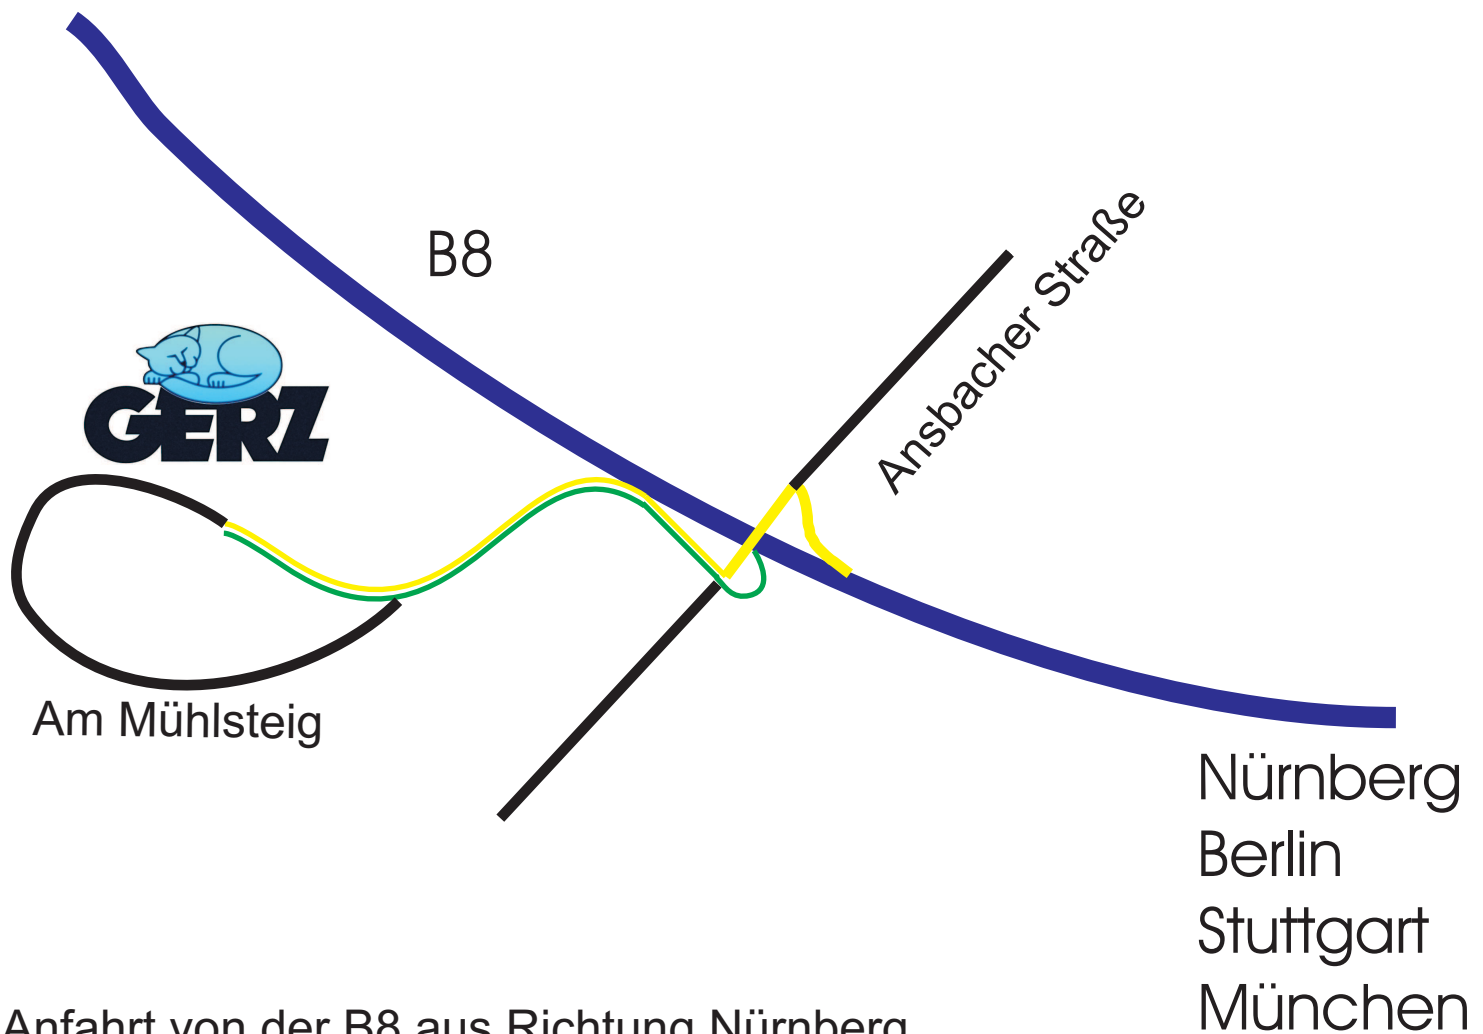 B8
Ansbacher Straße
GERZ
Am Mühlsteig
Nürnberg
Berlin
Stuttgart
München
Anfahrt von der B8 aus Richtung Nürnberg